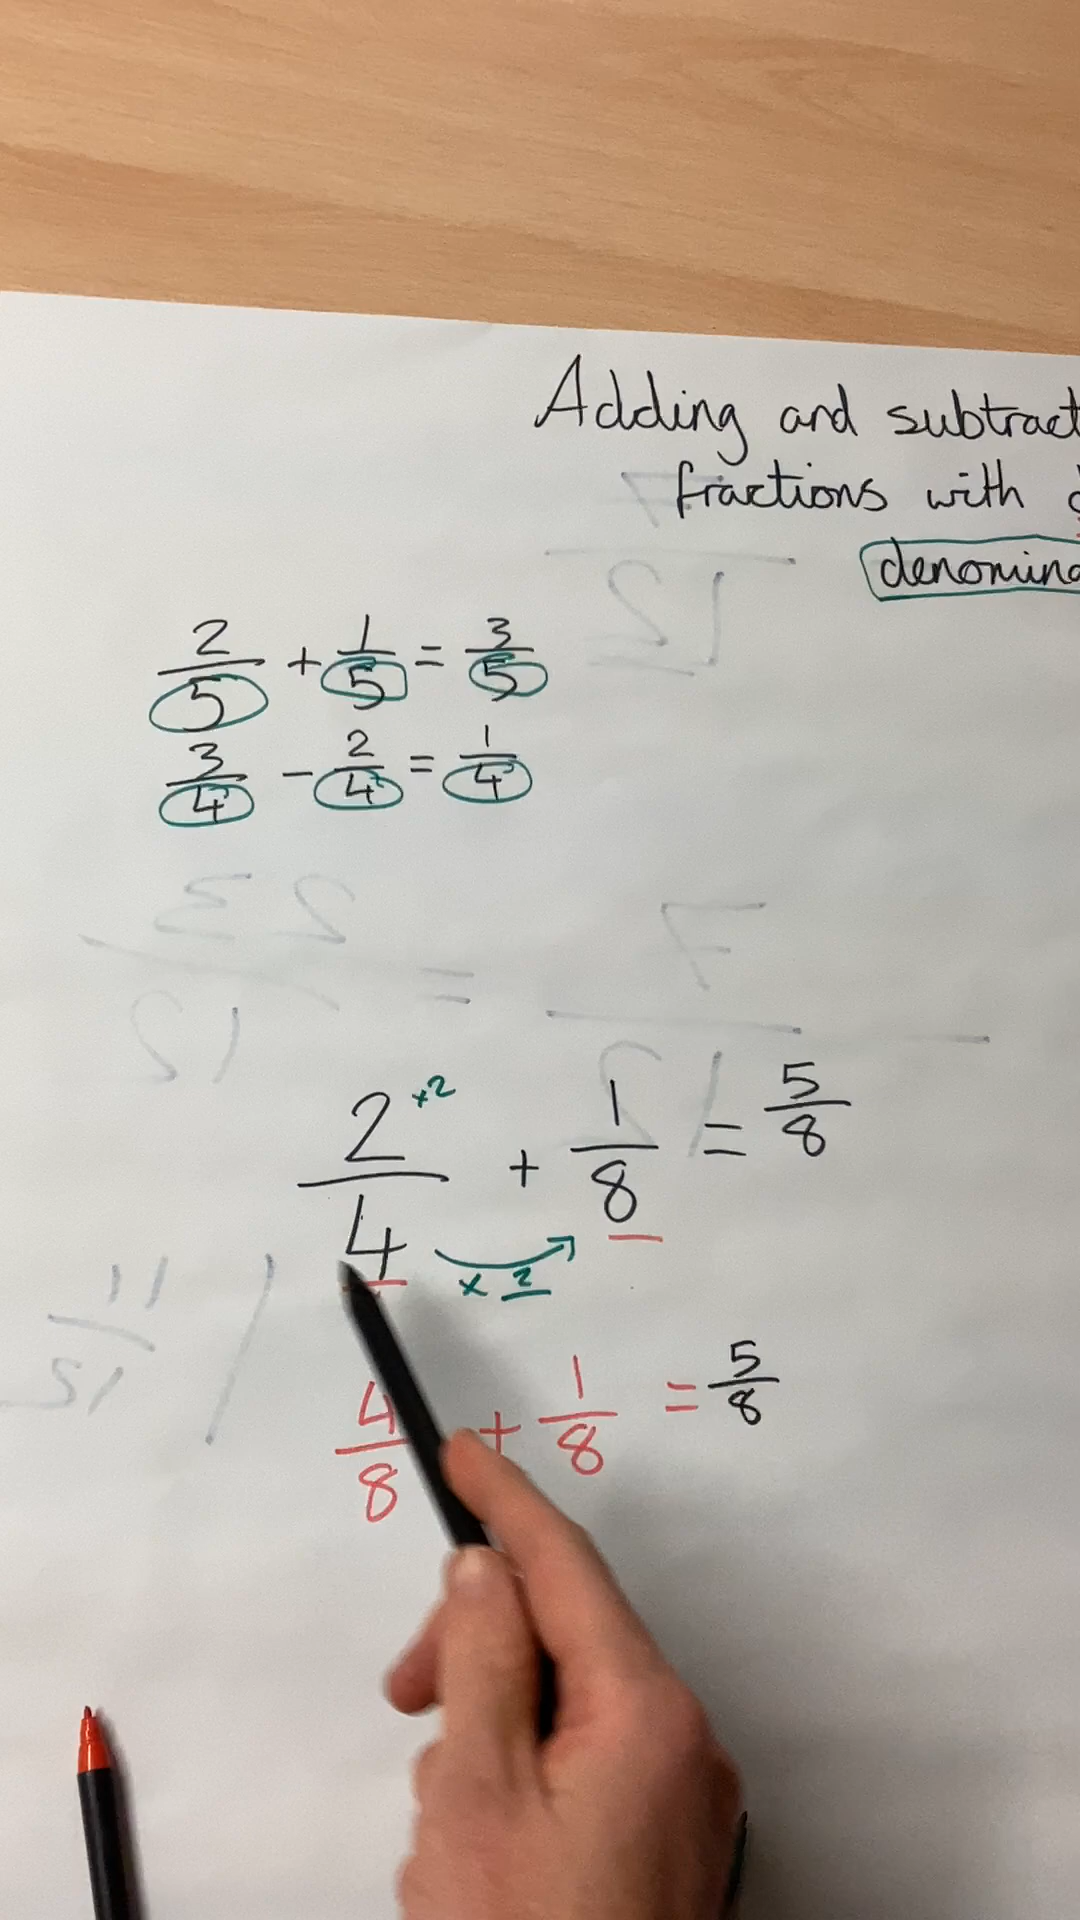 Adding and subtract
fractions with
denomina
2/5 + 1/5 = 3/5
3/4 - 2/4 = 1/4
2/4 + 1/8 = 5/8
×2
× 2
4/8 + 1/8 = 5/8